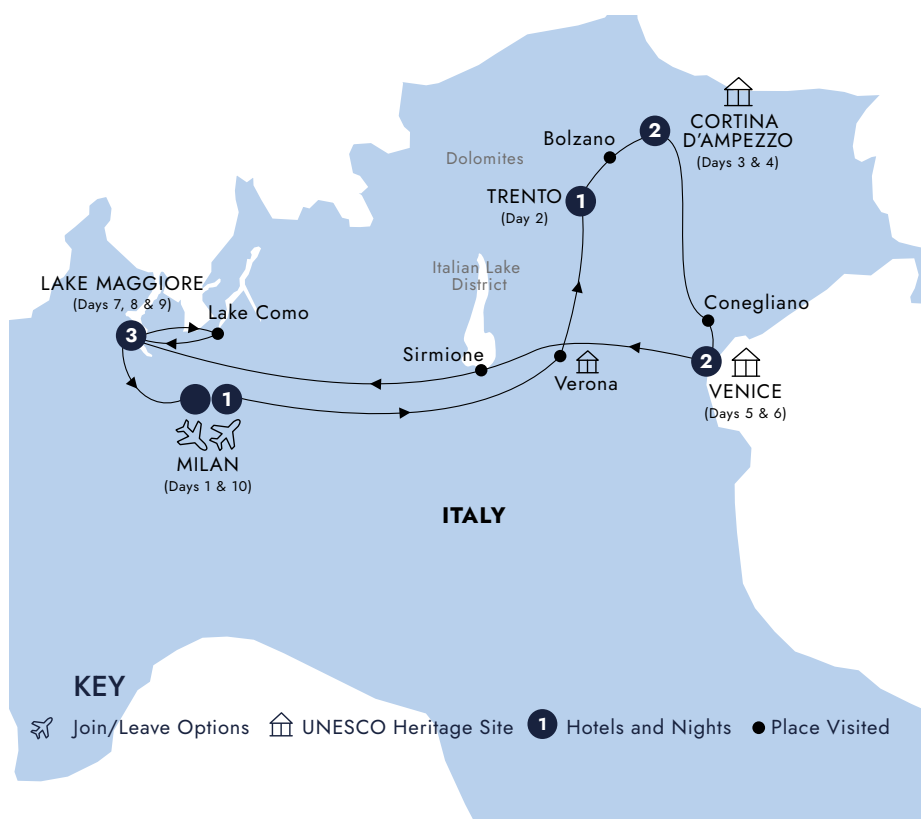 CORTINA
D'AMPEZZO
(Days 3 & 4)
2
Bolzano
Dolomites
TRENTO
1
(Day 2)
Italian Lake
District
LAKE MAGGIORE
(Days 7, 8 & 9)
3
Lake Como
Conegliano
Sirmione
Verona
2
VENICE
(Days 5 & 6)
1
MILAN
(Days 1 & 10)
ITALY
KEY
Join/Leave Options
UNESCO Heritage Site
1
Hotels and Nights
Place Visited